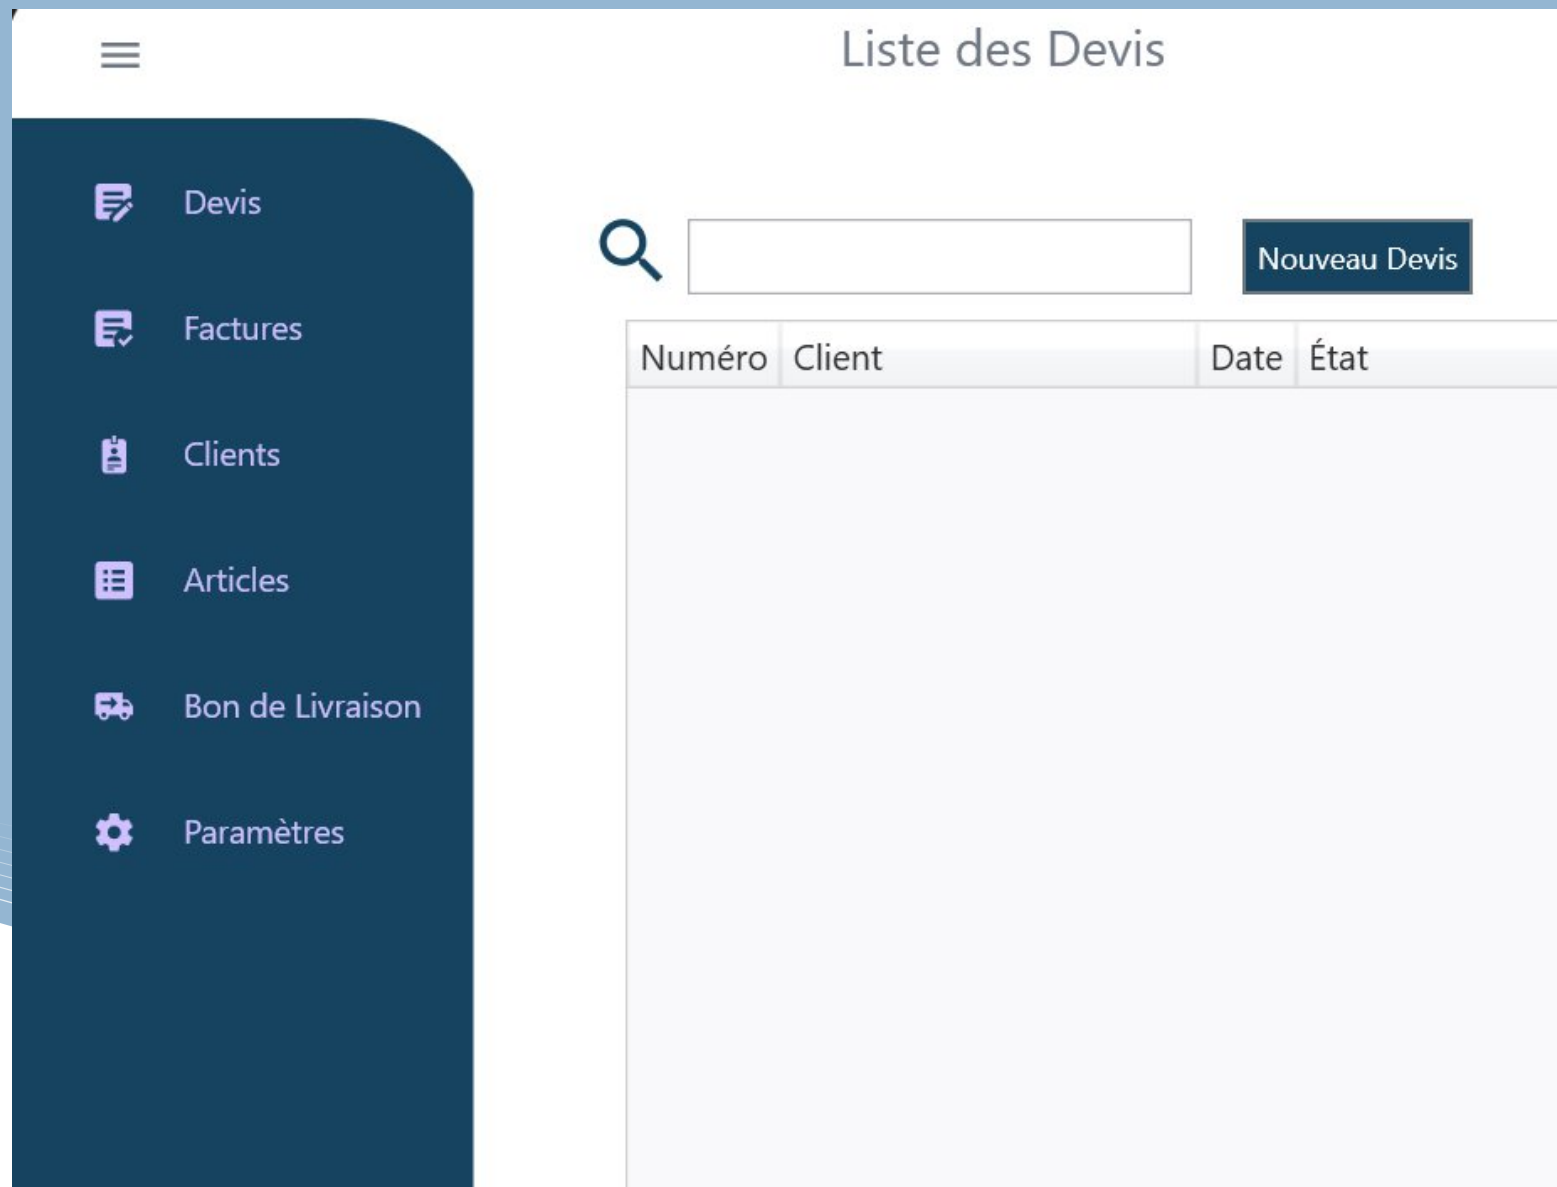 Liste des Devis
Devis
Factures
Clients
Articles
Bon de Livraison
Paramètres
Nouveau Devis
Numéro Client Date État